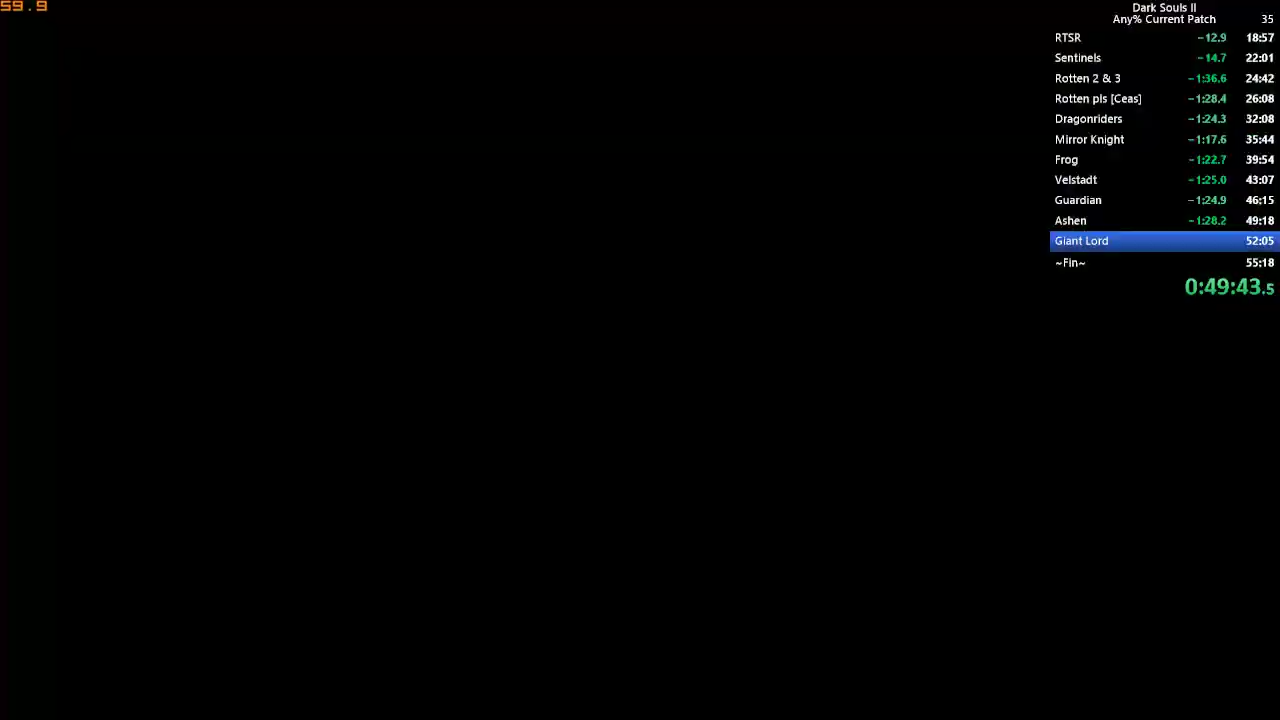 59.9
Dark Souls II
Any% Current Patch 35
RTSR -12.9 18:57
Sentinels -14.7 22:01
Rotten 2 & 3 -1:36.6 24:42
Rotten pls [Ceas] -1:28.4 26:08
Dragonriders -1:24.3 32:08
Mirror Knight -1:17.6 35:44
Frog -1:22.7 39:54
Velstadt -1:25.0 43:07
Guardian -1:24.9 46:15
Ashen -1:28.2 49:18
Giant Lord 52:05
~Fin~ 55:18
0:49:43.5